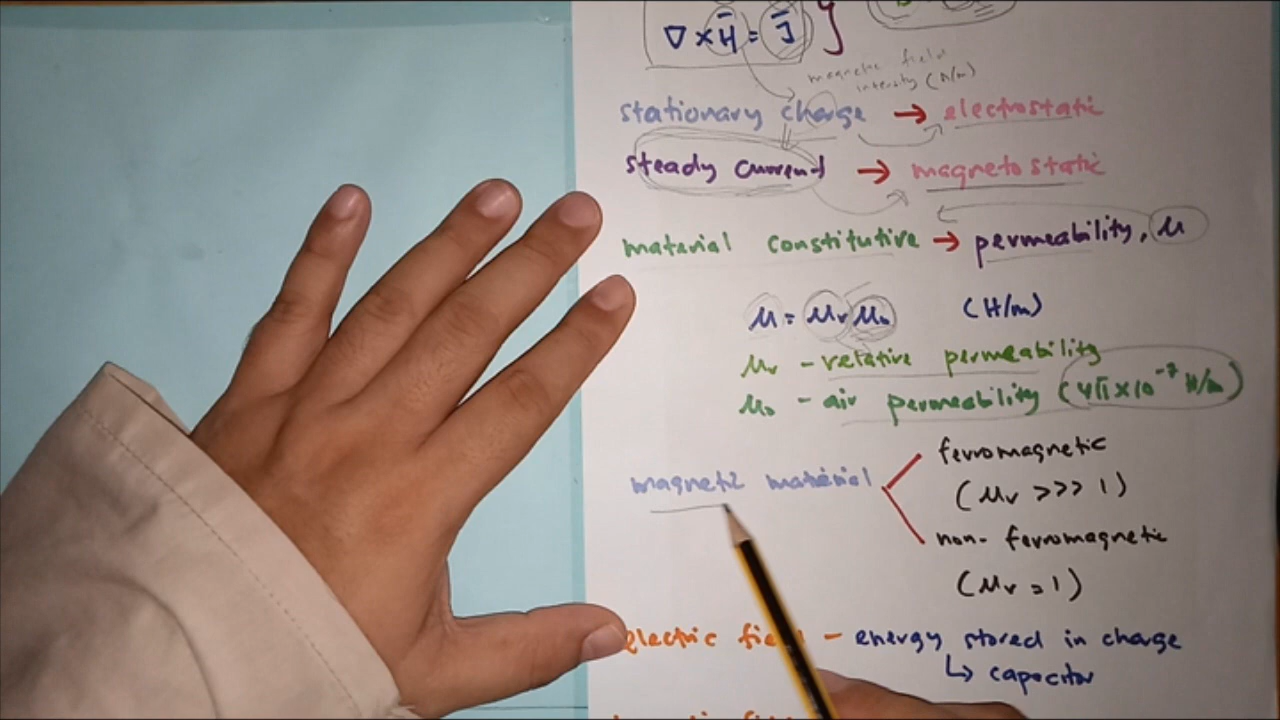 ∇ × H̄ = J̄ }
magnetic field
intensity (A/m)
stationary charge → electrostatic
steady current → magnetostatic
material constitutive → permeability, μ
μ = μr μo (H/m)
μr - relative permeability
μo - air permeability (4π×10⁻⁷ H/m)
magnetic material
ferromagnetic
(μr >>> 1)
non-ferromagnetic
(μr = 1)
electric field - energy stored in charge
↳ capacitor